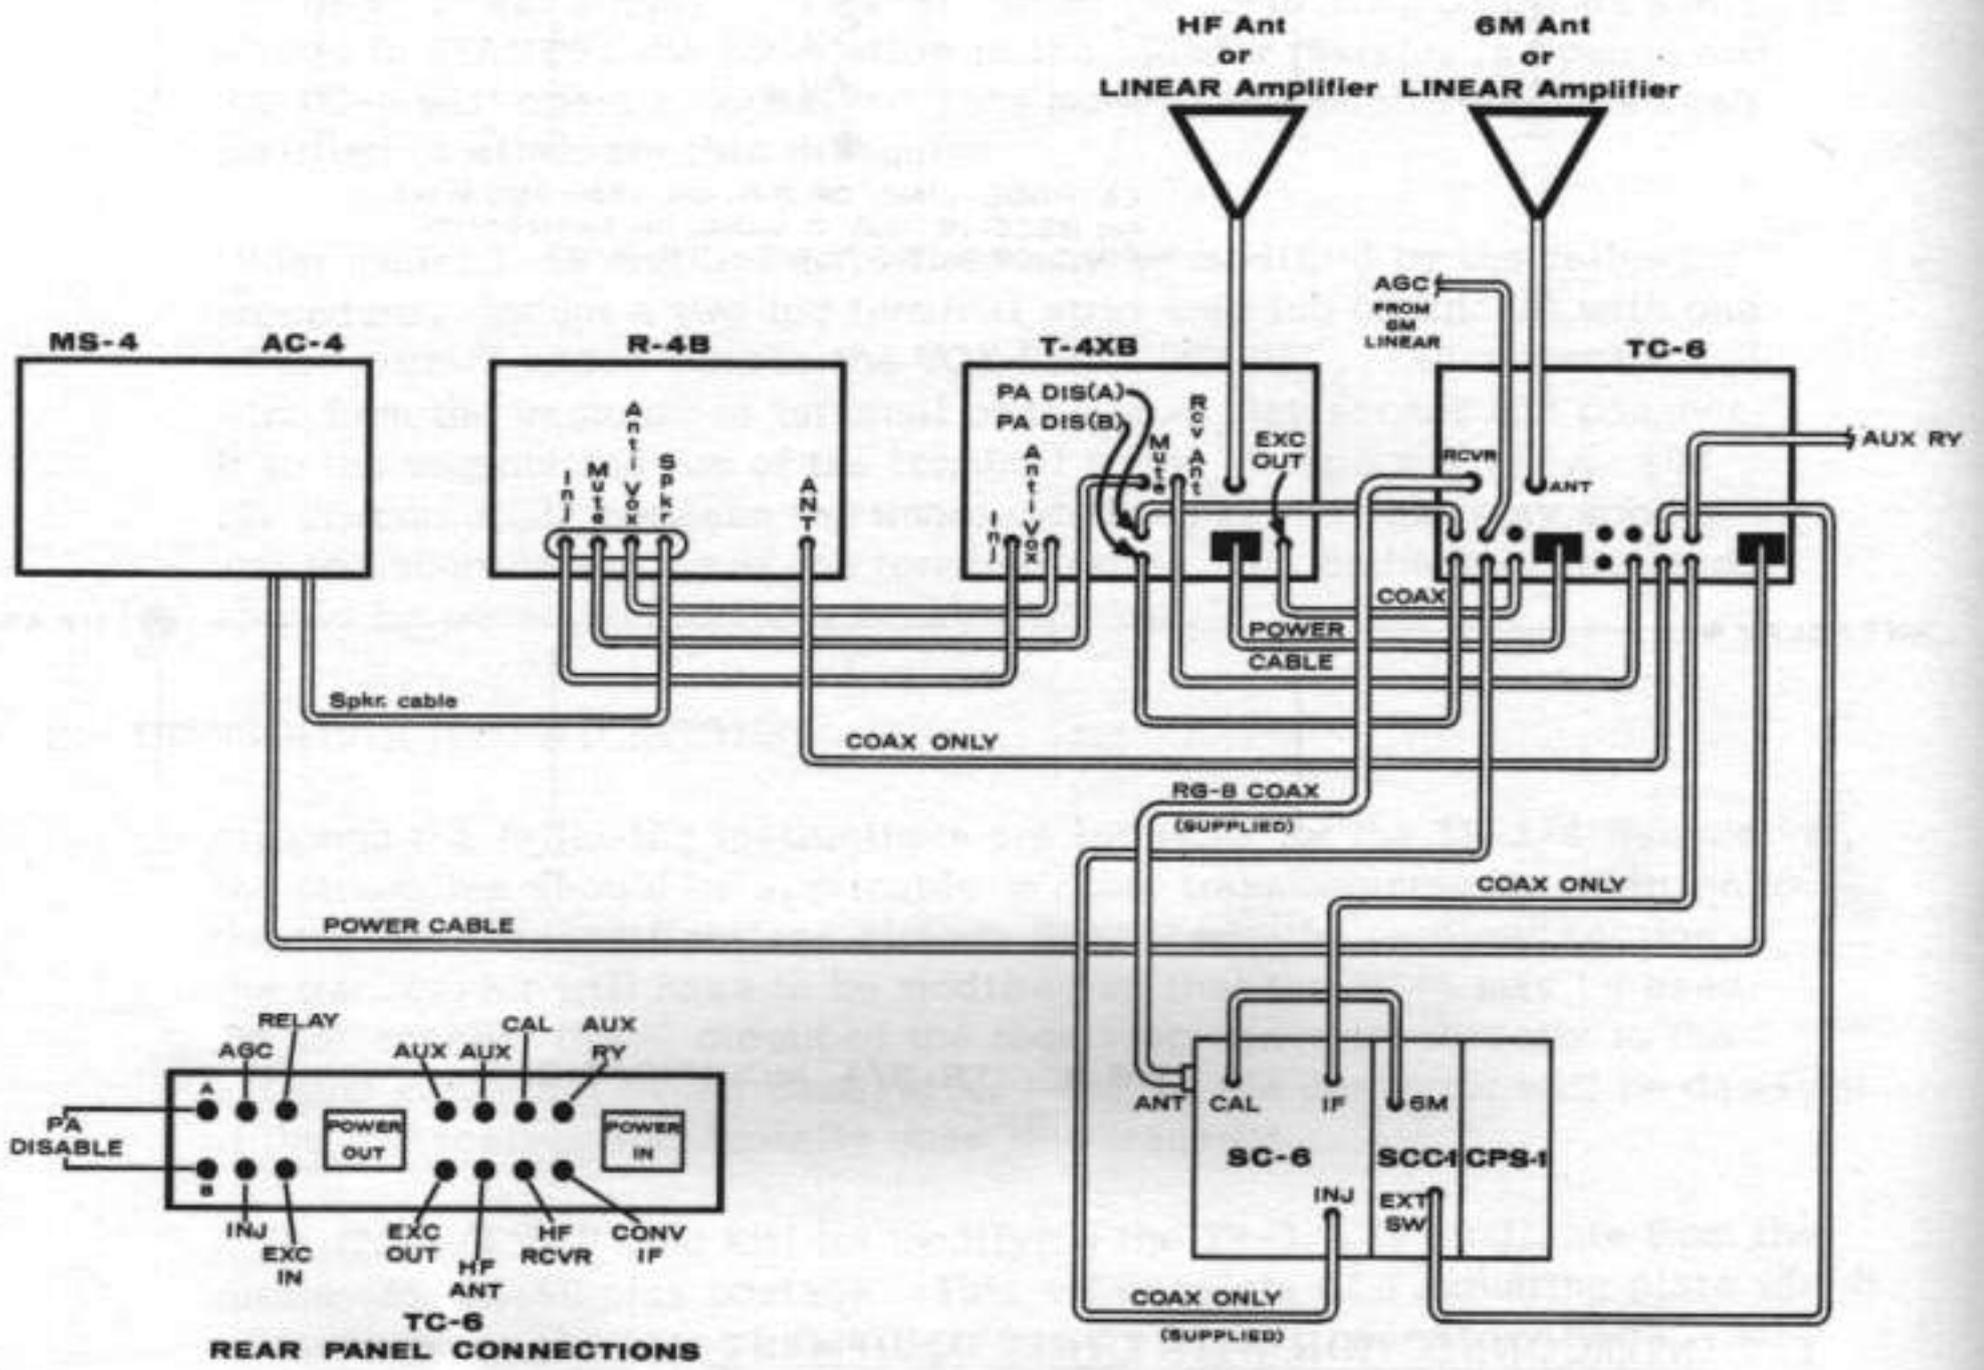 HF Ant
or
LINEAR Amplifier
6M Ant
or
LINEAR Amplifier
AGC
FROM
6M
LINEAR
MS-4
AC-4
R-4B
T-4XB
TC-6
PA DIS(A)
PA DIS(B)
Inj
Mute
Anti Vox
Spkr
ANT
Inj
Anti Vox
Mute
Rcv Ant
EXC
OUT
RCVR
ANT
AUX RY
COAX
POWER
CABLE
Spkr. cable
COAX ONLY
RG-8 COAX
(SUPPLIED)
COAX ONLY
POWER CABLE
RELAY
AGC
CAL
AUX
RY
AUX
AUX
A
PA
DISABLE
B
POWER
OUT
POWER
IN
INJ
EXC
IN
EXC
OUT
HF
ANT
HF
RCVR
CONV
IF
TC-6
REAR PANEL CONNECTIONS
ANT
CAL
IF
6M
SC-6
SCC-1
CPS-1
INJ
EXT
SW
COAX ONLY
(SUPPLIED)